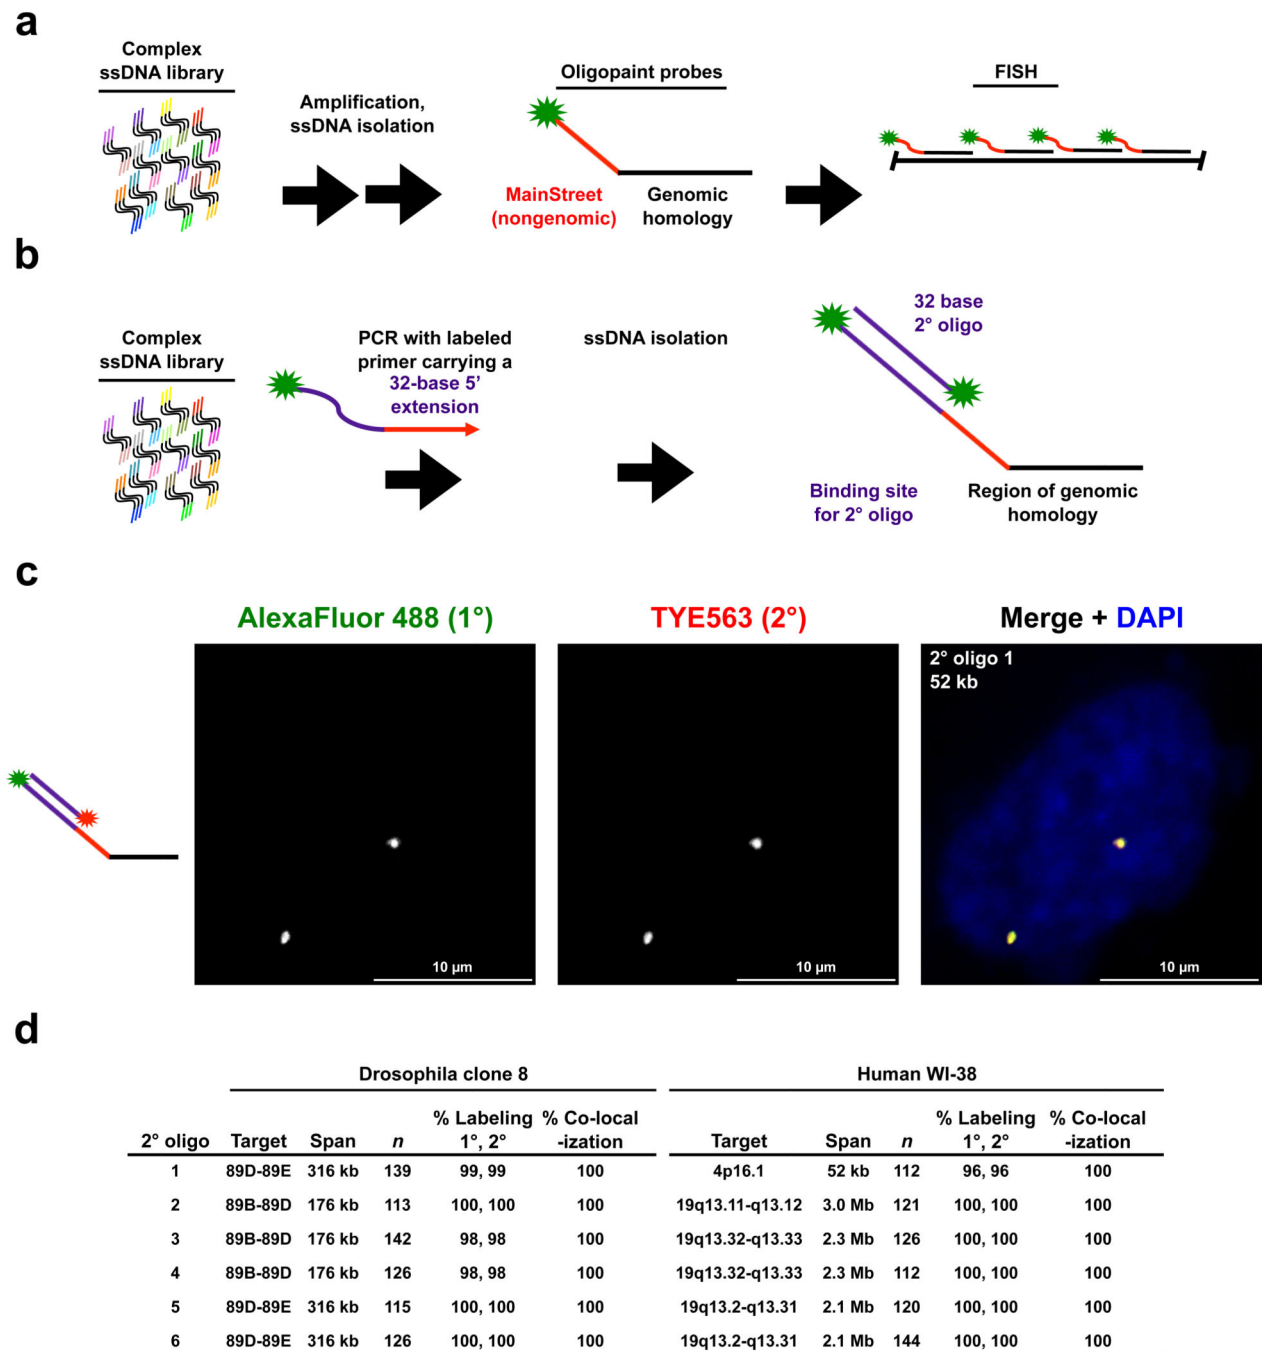 a
Complex
ssDNA library
Amplification,
ssDNA isolation
Oligopaint probes
MainStreet
(nongenomic)
Genomic
homology
FISH
b
Complex
ssDNA library
PCR with labeled
primer carrying a
32-base 5’
extension
ssDNA isolation
32 base
2° oligo
Binding site
for 2° oligo
Region of genomic
homology
c
AlexaFluor 488 (1°)
TYE563 (2°)
Merge + DAPI
2° oligo 1
52 kb
10 µm
10 µm
10 µm
d
Drosophila clone 8 Human WI-38
2° oligo Target Span n % Labeling 1°, 2° % Co-local -ization Target Span n % Labeling 1°, 2° % Co-local -ization
1 89D-89E 316 kb 139 99, 99 100 4p16.1 52 kb 112 96, 96 100
2 89B-89D 176 kb 113 100, 100 100 19q13.11-q13.12 3.0 Mb 121 100, 100 100
3 89B-89D 176 kb 142 98, 98 100 19q13.32-q13.33 2.3 Mb 126 100, 100 100
4 89B-89D 176 kb 126 98, 98 100 19q13.32-q13.33 2.3 Mb 112 100, 100 100
5 89D-89E 316 kb 115 100, 100 100 19q13.2-q13.31 2.1 Mb 120 100, 100 100
6 89D-89E 316 kb 126 100, 100 100 19q13.2-q13.31 2.1 Mb 144 100, 100 100